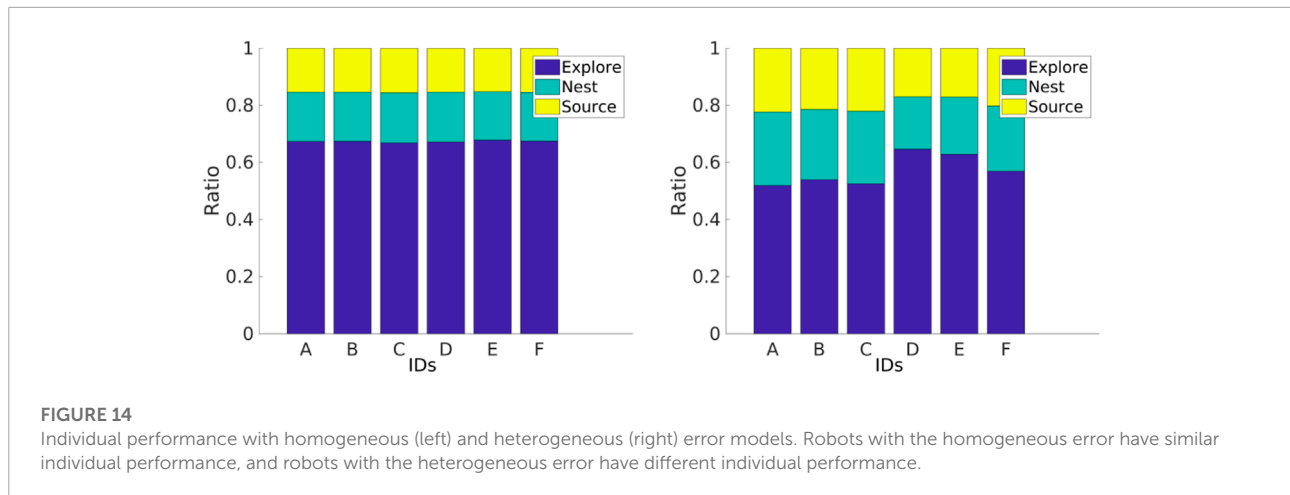 1
0.8
0.6
0.4
0.2
0
Ratio
A B C D E F
IDs
Explore
Nest
Source
1
0.8
0.6
0.4
0.2
0
Ratio
A B C D E F
IDs
Explore
Nest
Source
FIGURE 14
Individual performance with homogeneous (left) and heterogeneous (right) error models. Robots with the homogeneous error have similar
individual performance, and robots with the heterogeneous error have different individual performance.